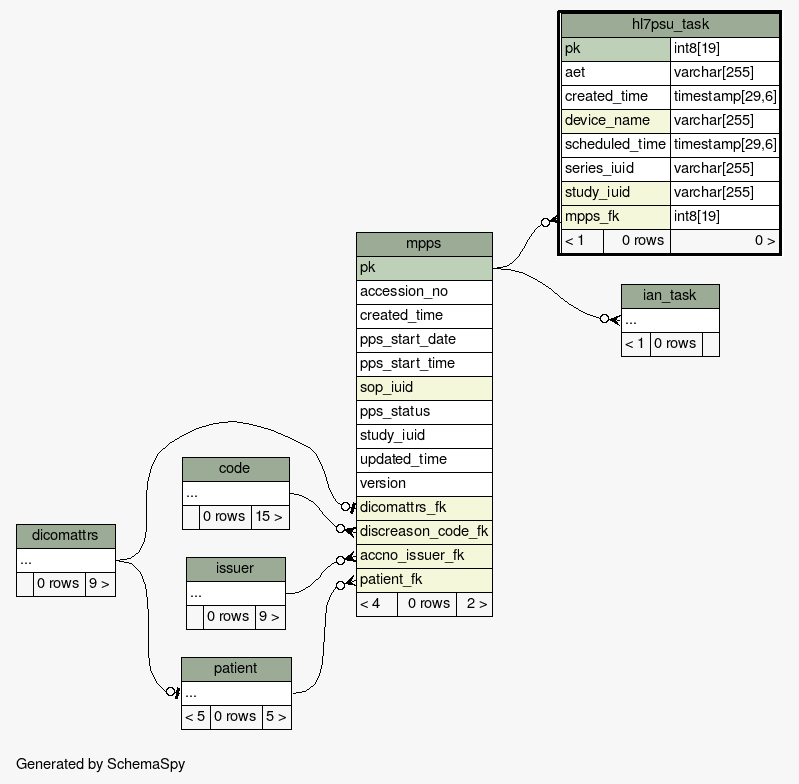 hl7psu_task
pk int8[19]
aet varchar[255]
created_time timestamp[29,6]
device_name varchar[255]
scheduled_time timestamp[29,6]
series_iuid varchar[255]
study_iuid varchar[255]
mpps_fk int8[19]
< 1 0 rows 0 >
mpps
pk
accession_no
created_time
pps_start_date
pps_start_time
sop_iuid
pps_status
study_iuid
updated_time
version
dicomattrs_fk
discreason_code_fk
accno_issuer_fk
patient_fk
< 4 0 rows 2 >
ian_task
...
< 1 0 rows
code
...
0 rows 15 >
dicomattrs
...
0 rows 9 >
issuer
...
0 rows 9 >
patient
...
< 5 0 rows 5 >
Generated by SchemaSpy